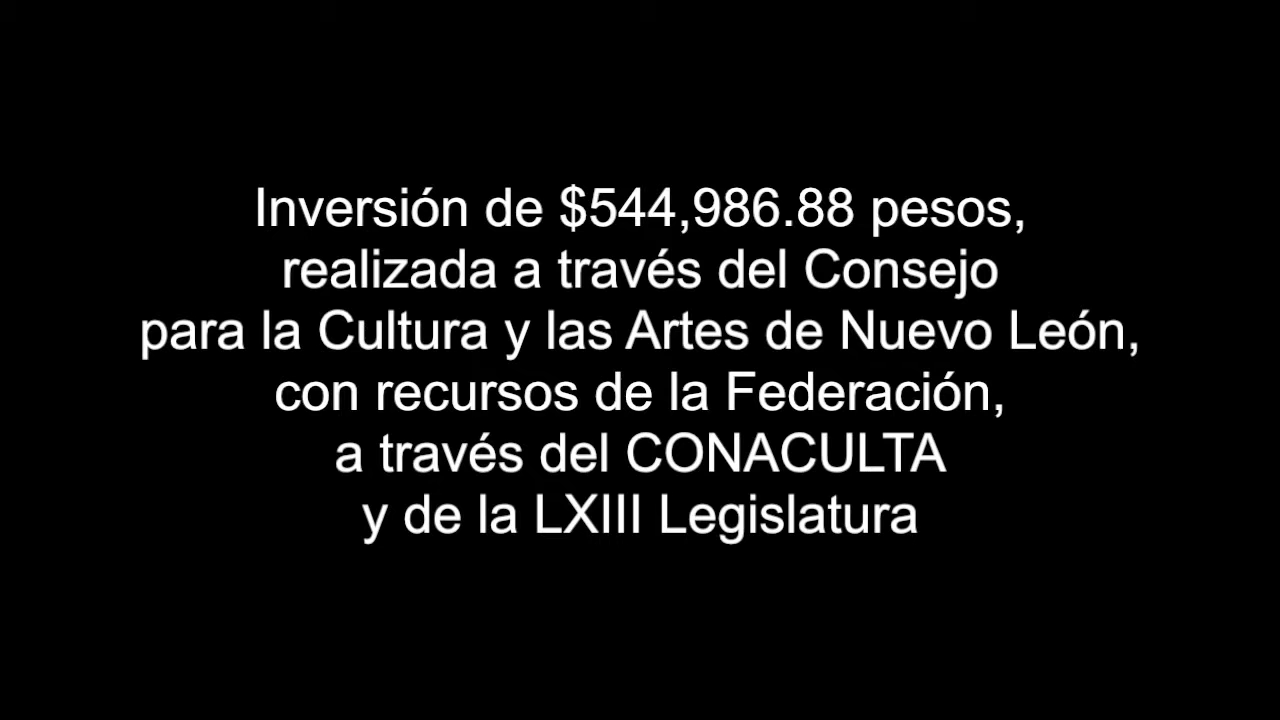 Inversión de $544,986.88 pesos,
realizada a través del Consejo
para la Cultura y las Artes de Nuevo León,
con recursos de la Federación,
a través del CONACULTA
y de la LXIII Legislatura